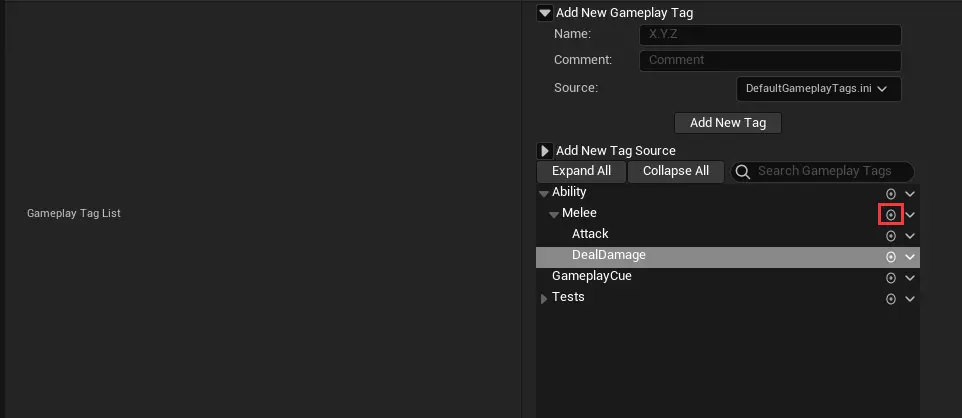 Add New Gameplay Tag
Name: X.Y.Z
Comment: Comment
Source: DefaultGameplayTags.ini
Add New Tag
Add New Tag Source
Expand All Collapse All Search Gameplay Tags
Ability
Gameplay Tag List Melee
Attack
DealDamage
GameplayCue
Tests